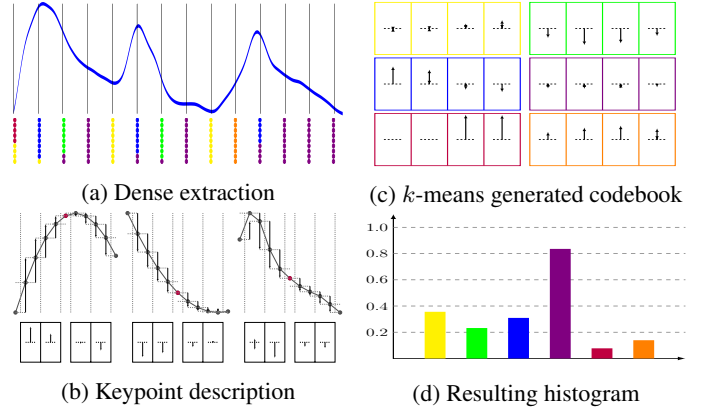 (a) Dense extraction
(b) Keypoint description
(c) k-means generated codebook
1.0
0.8
0.6
0.4
0.2
(d) Resulting histogram